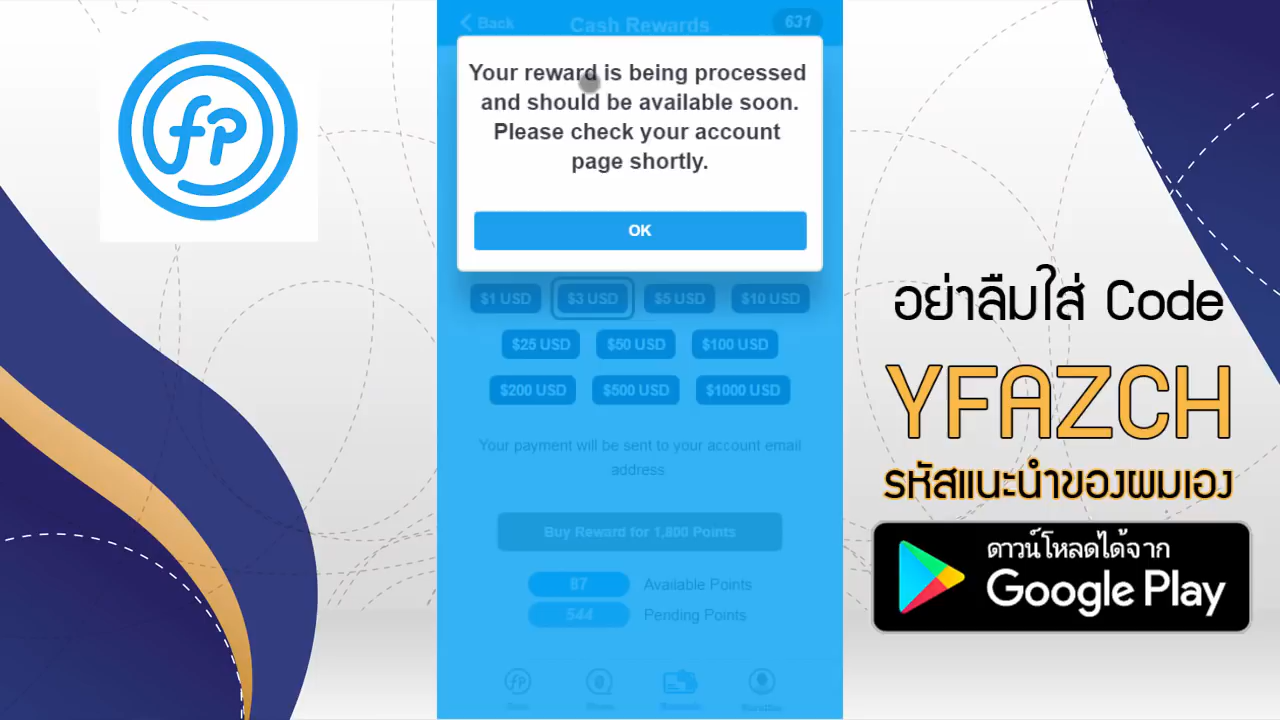 fp
Back
Cash Rewards
631
Your reward is being processed
and should be available soon.
Please check your account
page shortly.
OK
$1 USD
$3 USD
$5 USD
$10 USD
$25 USD
$50 USD
$100 USD
$200 USD
$500 USD
$1000 USD
Your payment will be sent to your account email
address
Buy Reward for 1,800 Points
87
Available Points
544
Pending Points
fp
อย่าลืมใส่ Code
YFAZCH
รหัสแนะนำของผมเอง
ดาวน์โหลดได้จาก
Google Play